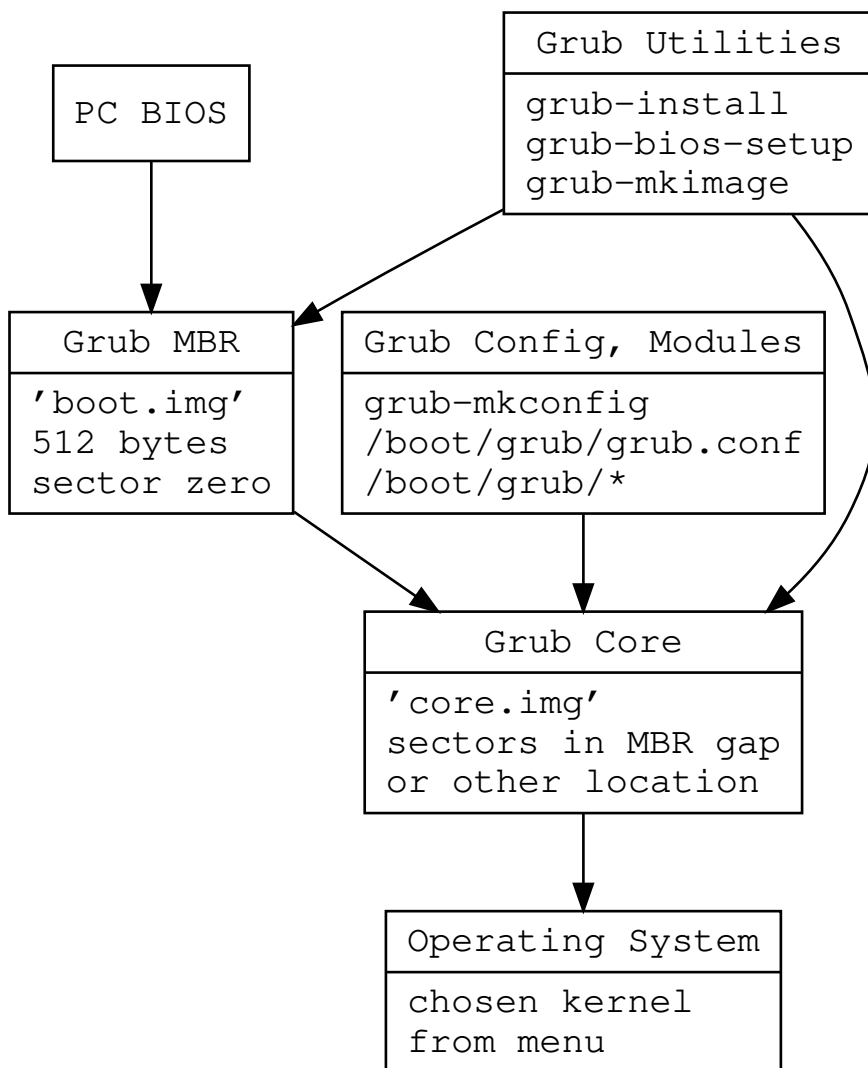 Grub Utilities
grub-install
grub-bios-setup
grub-mkimage
PC BIOS
Grub MBR
'boot.img'
512 bytes
sector zero
Grub Config, Modules
grub-mkconfig
/boot/grub/grub.conf
/boot/grub/*
Grub Core
'core.img'
sectors in MBR gap
or other location
Operating System
chosen kernel
from menu